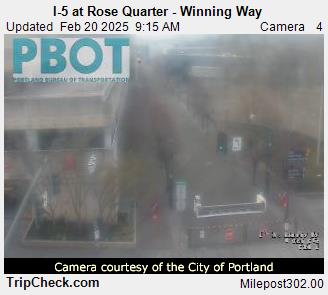 I-5 at Rose Quarter - Winning Way
Updated Feb 20 2025 9:15 AM Camera 4
PBOT
PORTLAND BUREAU OF TRANSPORTATION
Camera courtesy of the City of Portland
TripCheck.com Milepost302.00